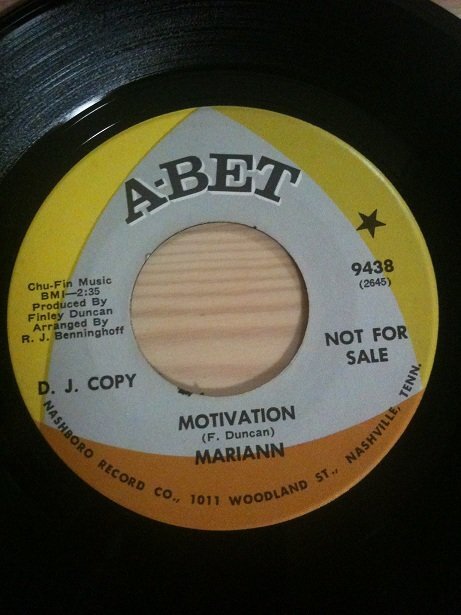 A-BET
Chu-Fin Music
BMI—2:35
Produced By
Finley Duncan
Arranged By
R. J. Benninghoff
9438
(2645)
D. J. COPY
NOT FOR
SALE
MOTIVATION
(F. Duncan)
MARIANN
NASHBORO RECORD CO., 1011 WOODLAND ST., NASHVILLE, TENN.